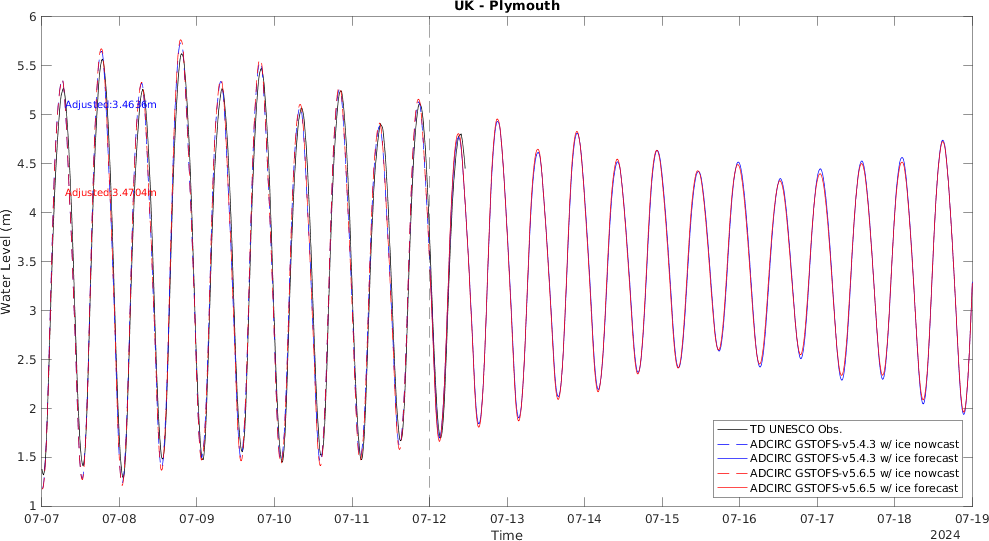 UK - Plymouth
6
5.5
5
4.5
4
3.5
3
2.5
2
1.5
1
Water Level (m)
Adjusted:3.4636m
Adjusted:3.4704m
TD UNESCO Obs.
ADCIRC GSTOFS-v5.4.3 w/ ice nowcast
ADCIRC GSTOFS-v5.4.3 w/ ice forecast
ADCIRC GSTOFS-v5.6.5 w/ ice nowcast
ADCIRC GSTOFS-v5.6.5 w/ ice forecast
07-07 07-08 07-09 07-10 07-11 07-12 07-13 07-14 07-15 07-16 07-17 07-18 07-19
Time
2024